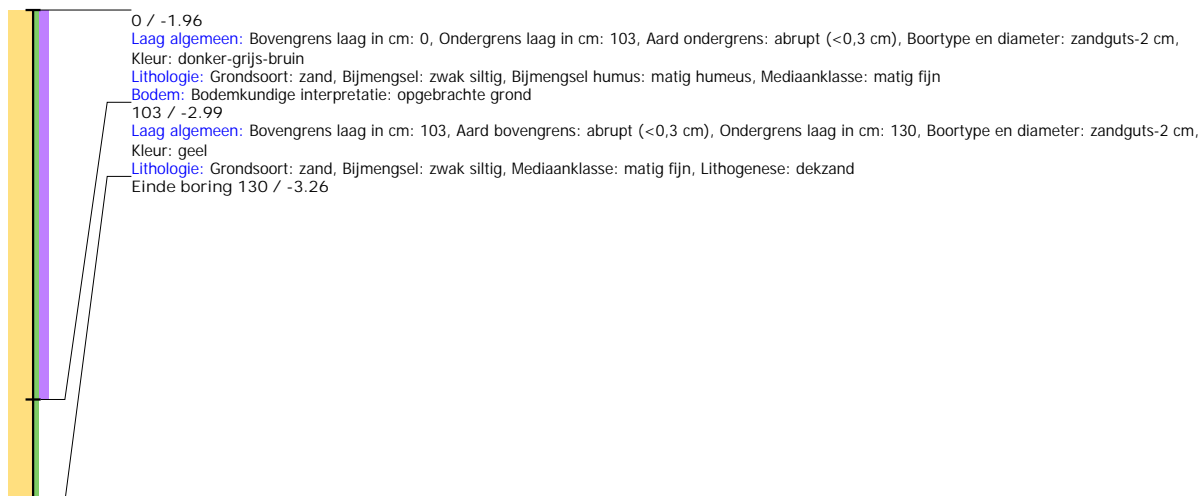 0 / -1.96
Laag algemeen: Bovengrens laag in cm: 0, Ondergrens laag in cm: 103, Aard ondergrens: abrupt (<0,3 cm), Boortype en diameter: zandguts-2 cm,
Kleur: donker-grijs-bruin
Lithologie: Grondsoort: zand, Bijmengsel: zwak siltig, Bijmengsel humus: matig humeus, Mediaanklasse: matig fijn
Bodem: Bodemkundige interpretatie: opgebrachte grond
103 / -2.99
Laag algemeen: Bovengrens laag in cm: 103, Aard bovengrens: abrupt (<0,3 cm), Ondergrens laag in cm: 130, Boortype en diameter: zandguts-2 cm,
Kleur: geel
Lithologie: Grondsoort: zand, Bijmengsel: zwak siltig, Mediaanklasse: matig fijn, Lithogenese: dekzand
Einde boring 130 / -3.26